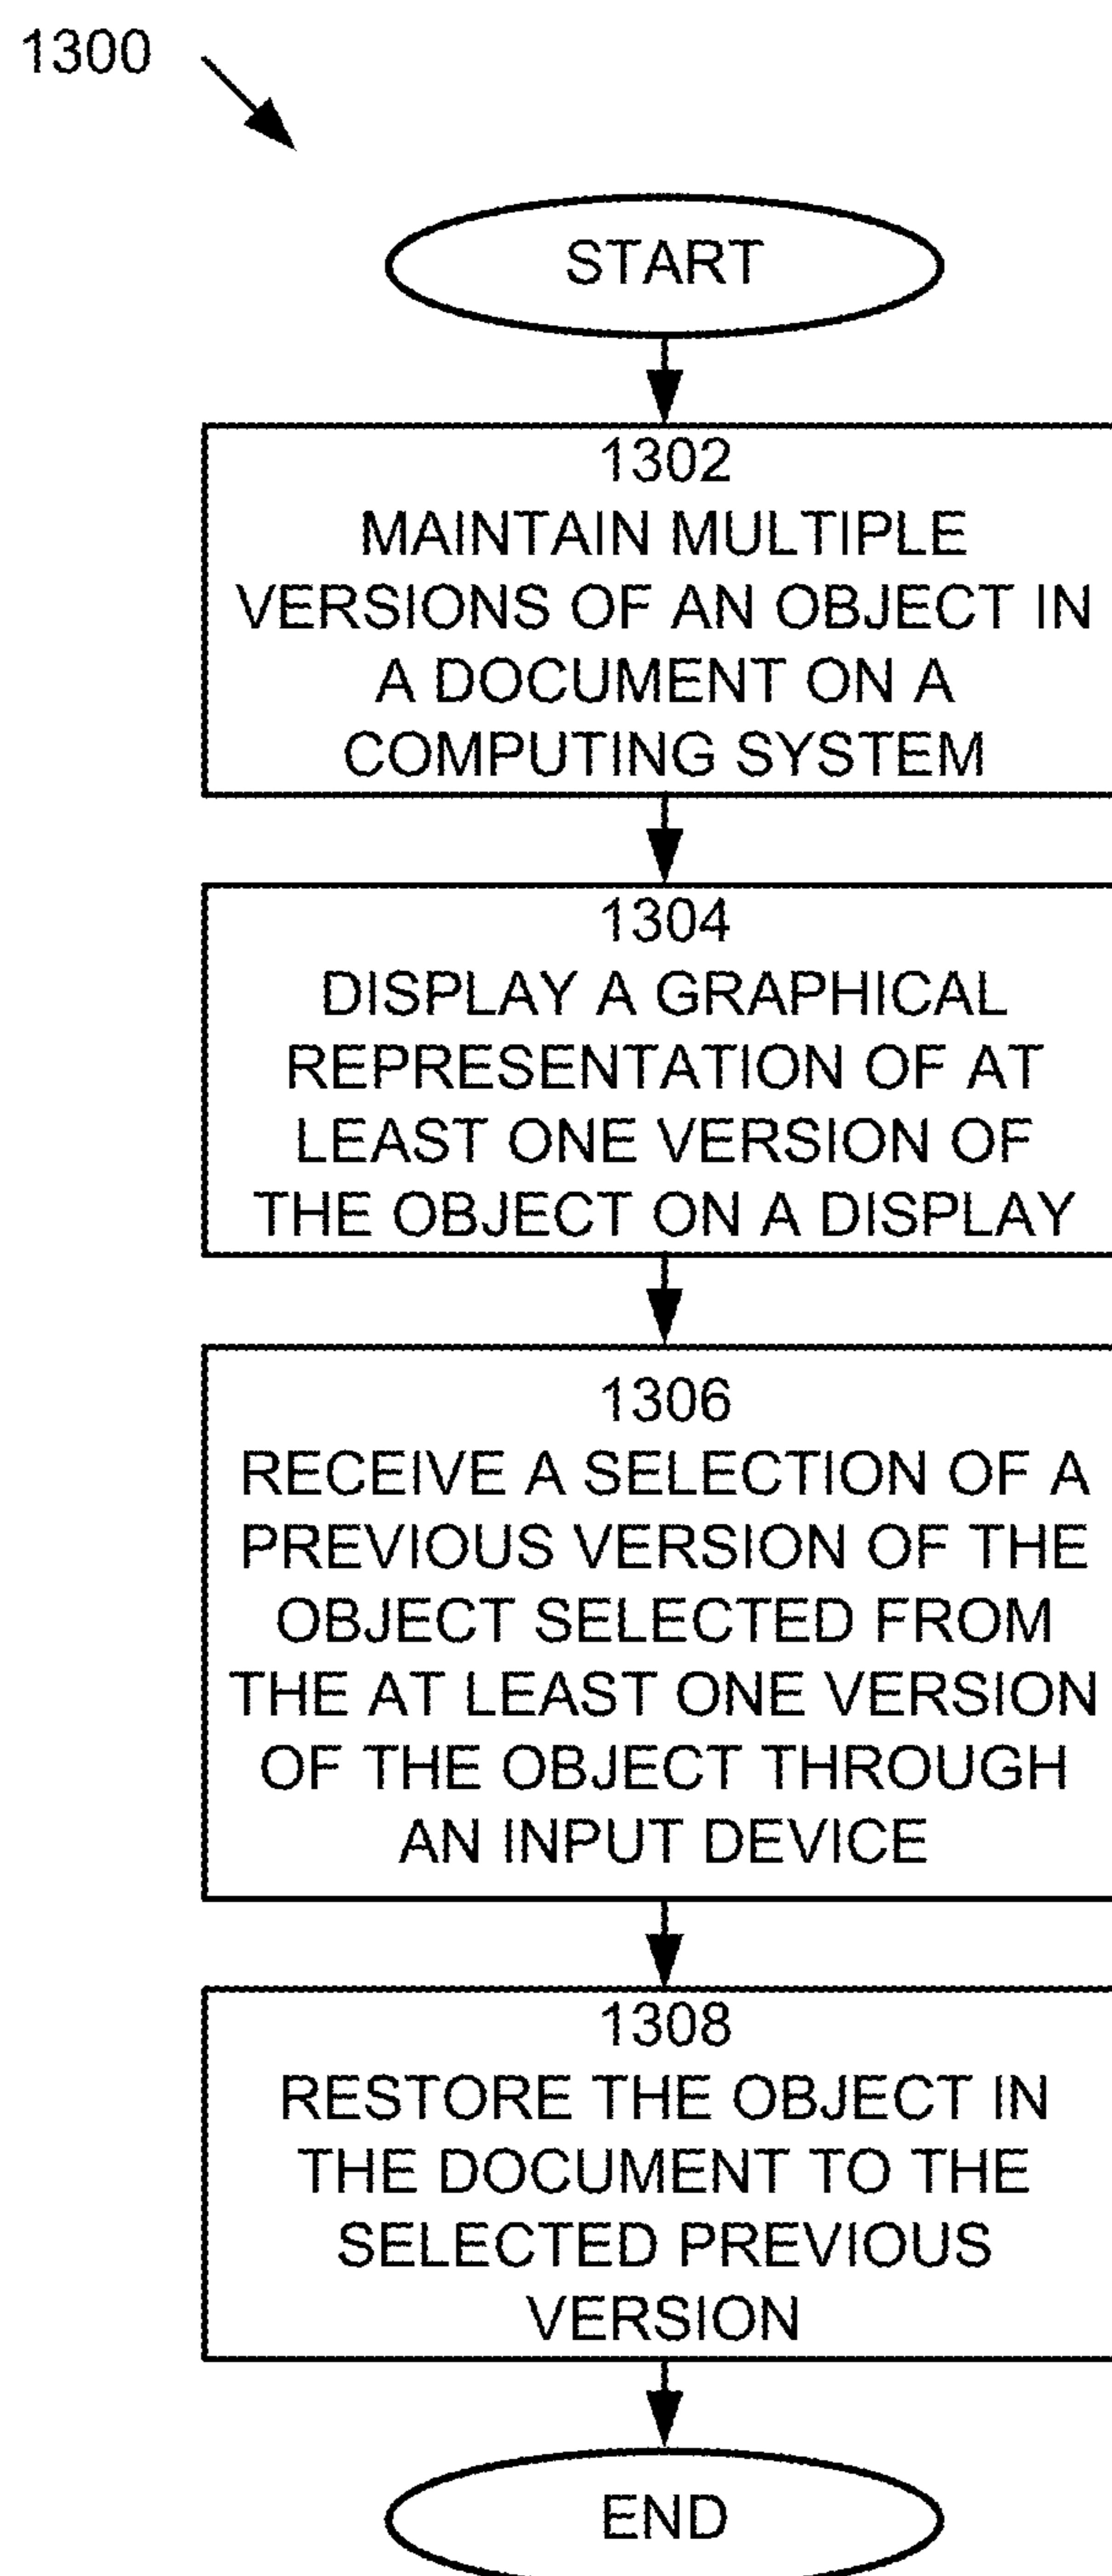 1300
START
1302
MAINTAIN MULTIPLE
VERSIONS OF AN OBJECT IN
A DOCUMENT ON A
COMPUTING SYSTEM
1304
DISPLAY A GRAPHICAL
REPRESENTATION OF AT
LEAST ONE VERSION OF
THE OBJECT ON A DISPLAY
1306
RECEIVE A SELECTION OF A
PREVIOUS VERSION OF THE
OBJECT SELECTED FROM
THE AT LEAST ONE VERSION
OF THE OBJECT THROUGH
AN INPUT DEVICE
1308
RESTORE THE OBJECT IN
THE DOCUMENT TO THE
SELECTED PREVIOUS
VERSION
END